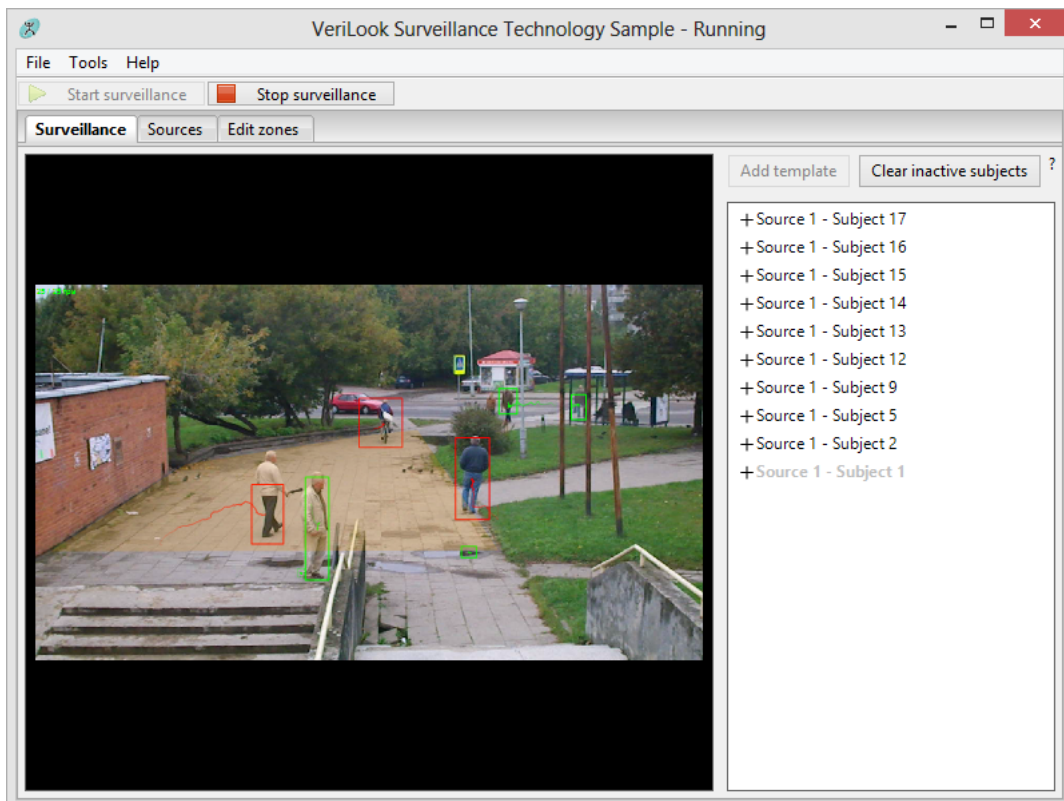 VeriLook Surveillance Technology Sample - Running
File Tools Help
Start surveillance Stop surveillance
Surveillance Sources Edit zones
Add template Clear inactive subjects ?
Source 1 - Subject 17
Source 1 - Subject 16
Source 1 - Subject 15
Source 1 - Subject 14
Source 1 - Subject 13
Source 1 - Subject 12
Source 1 - Subject 9
Source 1 - Subject 5
Source 1 - Subject 2
Source 1 - Subject 1